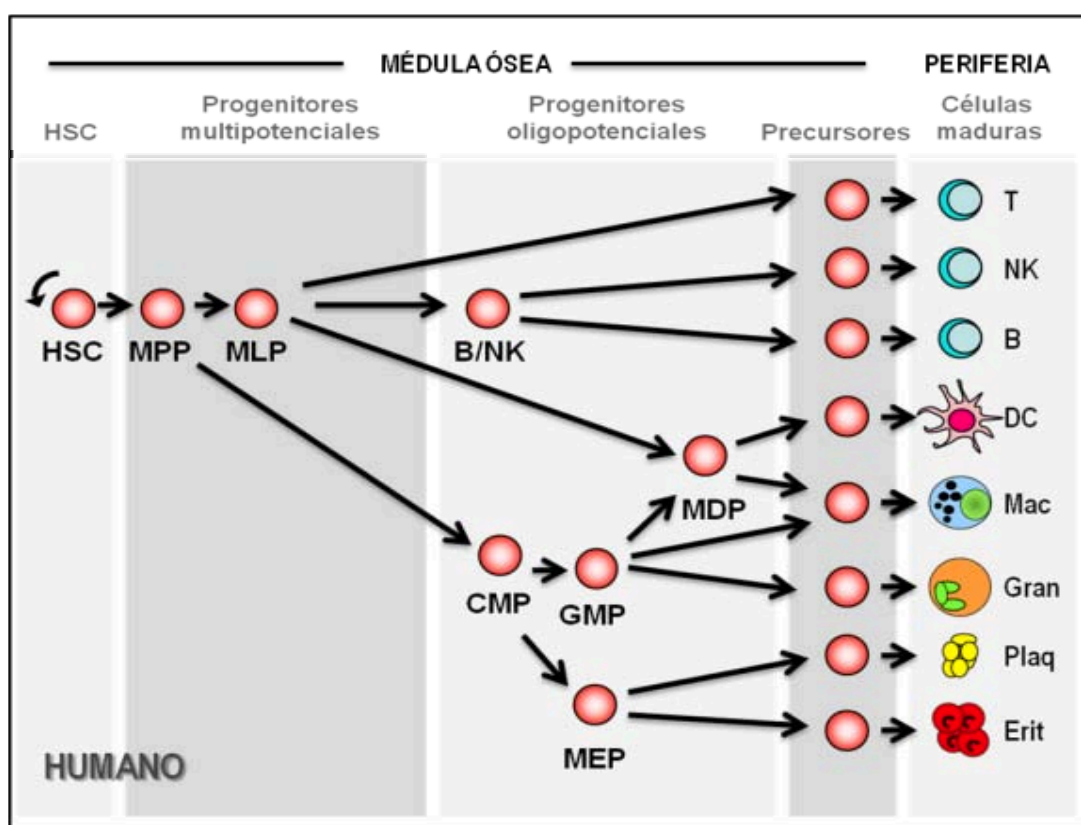 MÉDULA ÓSEA
PERIFERIA
HSC
Progenitores
multipotenciales
Progenitores
oligopotenciales
Precursores
Células
maduras
T
NK
B
DC
Mac
Gran
Plaq
Erit
HSC
MPP
MLP
B/NK
MDP
CMP
GMP
MEP
HUMANO